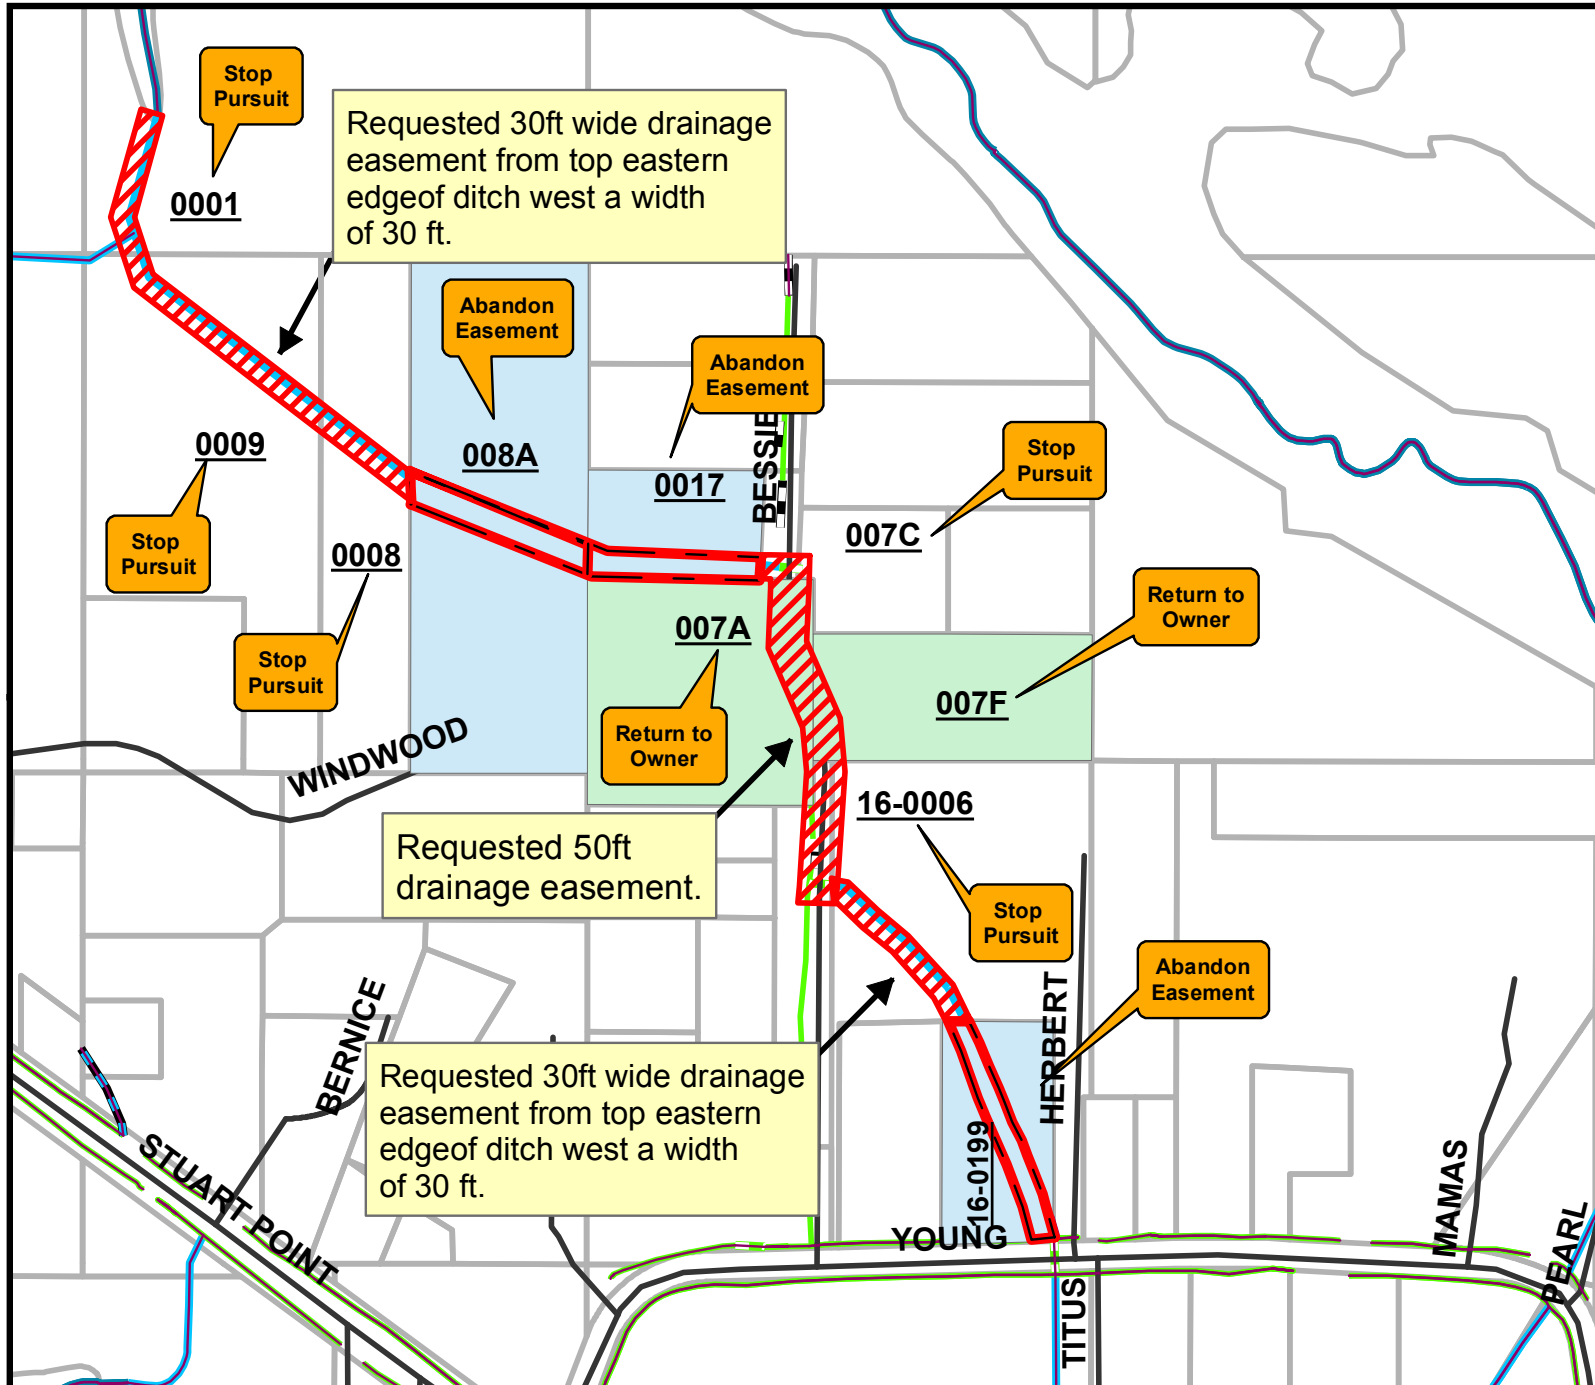 Stop
Pursuit
0001
Requested 30ft wide drainage
easement from top eastern
edgeof ditch west a width
of 30 ft.
Abandon
Easement
008A
Abandon
Easement
0017
BESSIE
0009
Stop
Pursuit
0008
Stop
Pursuit
007C
Stop
Pursuit
007A
Return to
Owner
007F
Return to
Owner
WINDWOOD
Requested 50ft
drainage easement.
16-0006
Stop
Pursuit
Abandon
Easement
HERBERT
BERNICE
Requested 30ft wide drainage
easement from top eastern
edgeof ditch west a width
of 30 ft.
16-0199
STUART POINT
YOUNG
TITUS
MAMAS
PEARL